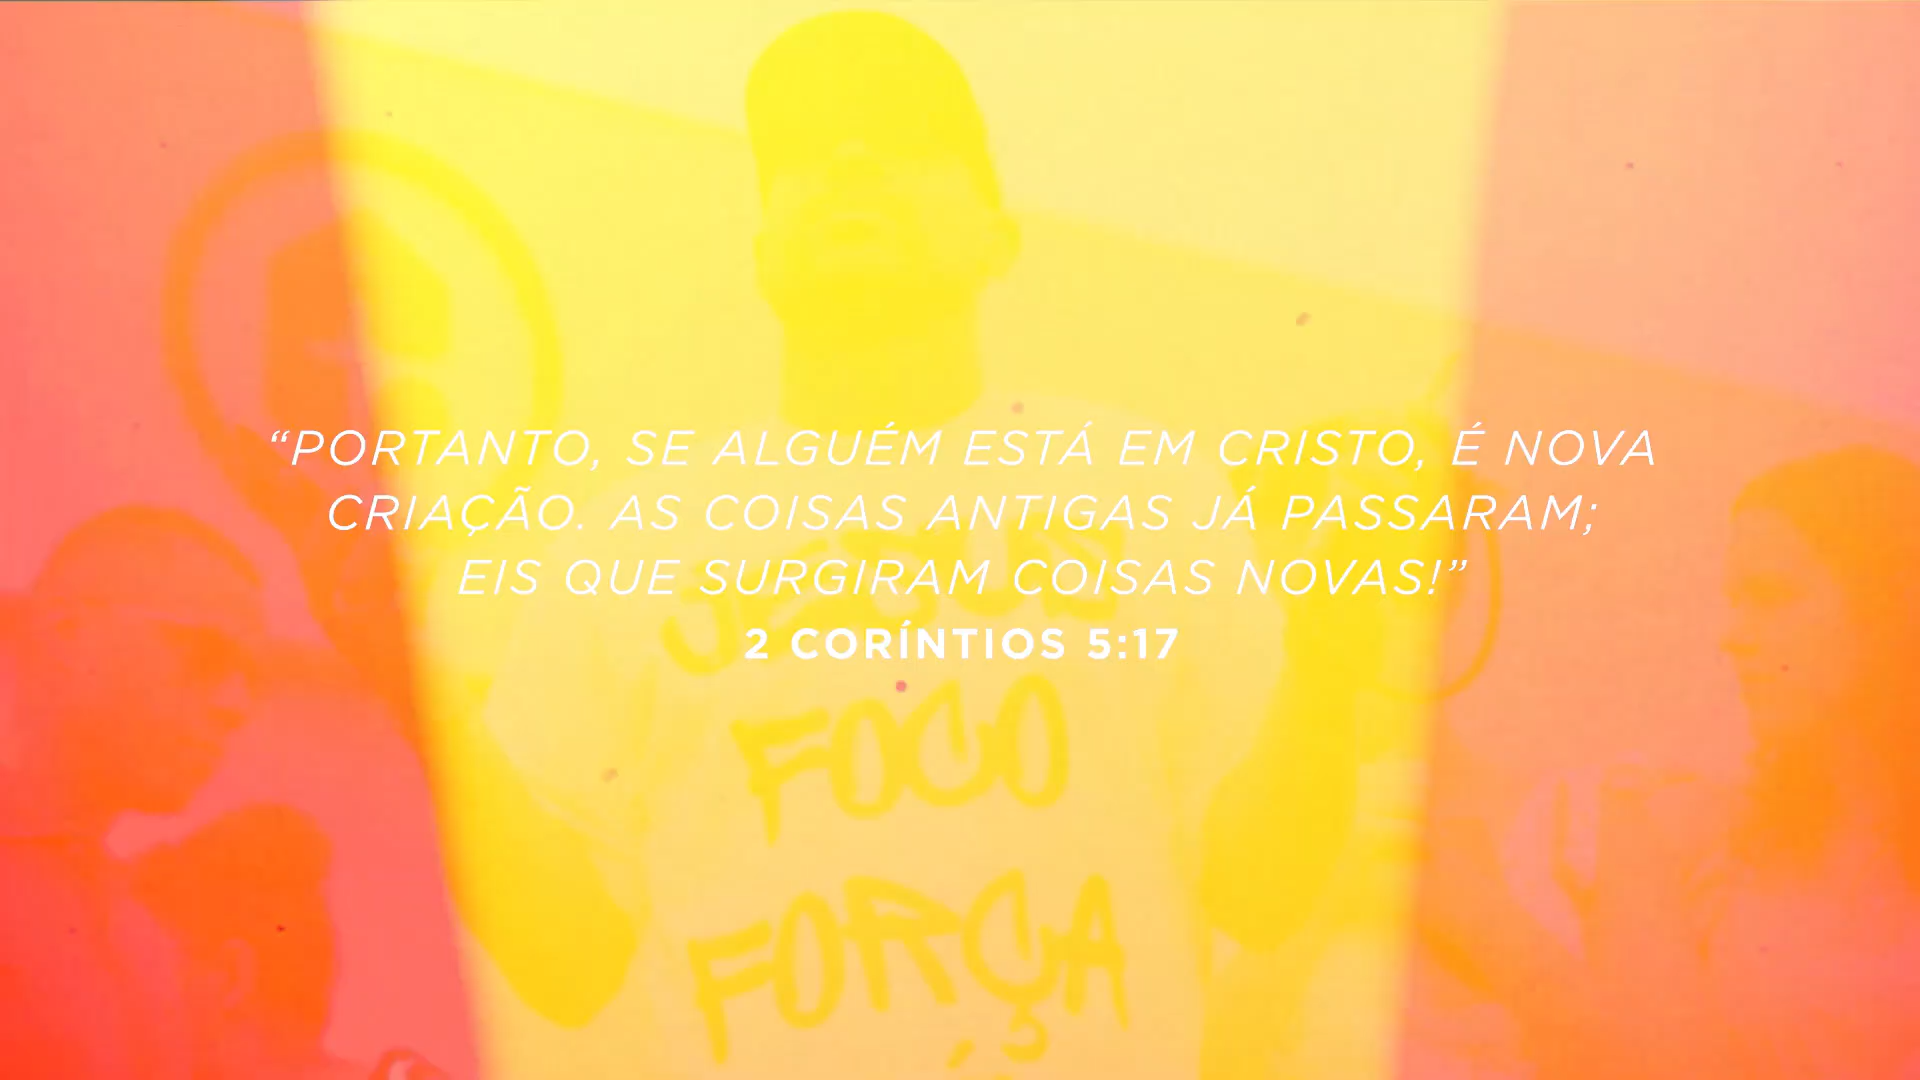 “PORTANTO, SE ALGUÉM ESTÁ EM CRISTO, É NOVA
CRIAÇÃO. AS COISAS ANTIGAS JÁ PASSARAM;
EIS QUE SURGIRAM COISAS NOVAS!”
2 CORÍNTIOS 5:17
JESUS
FOCO
FORÇA